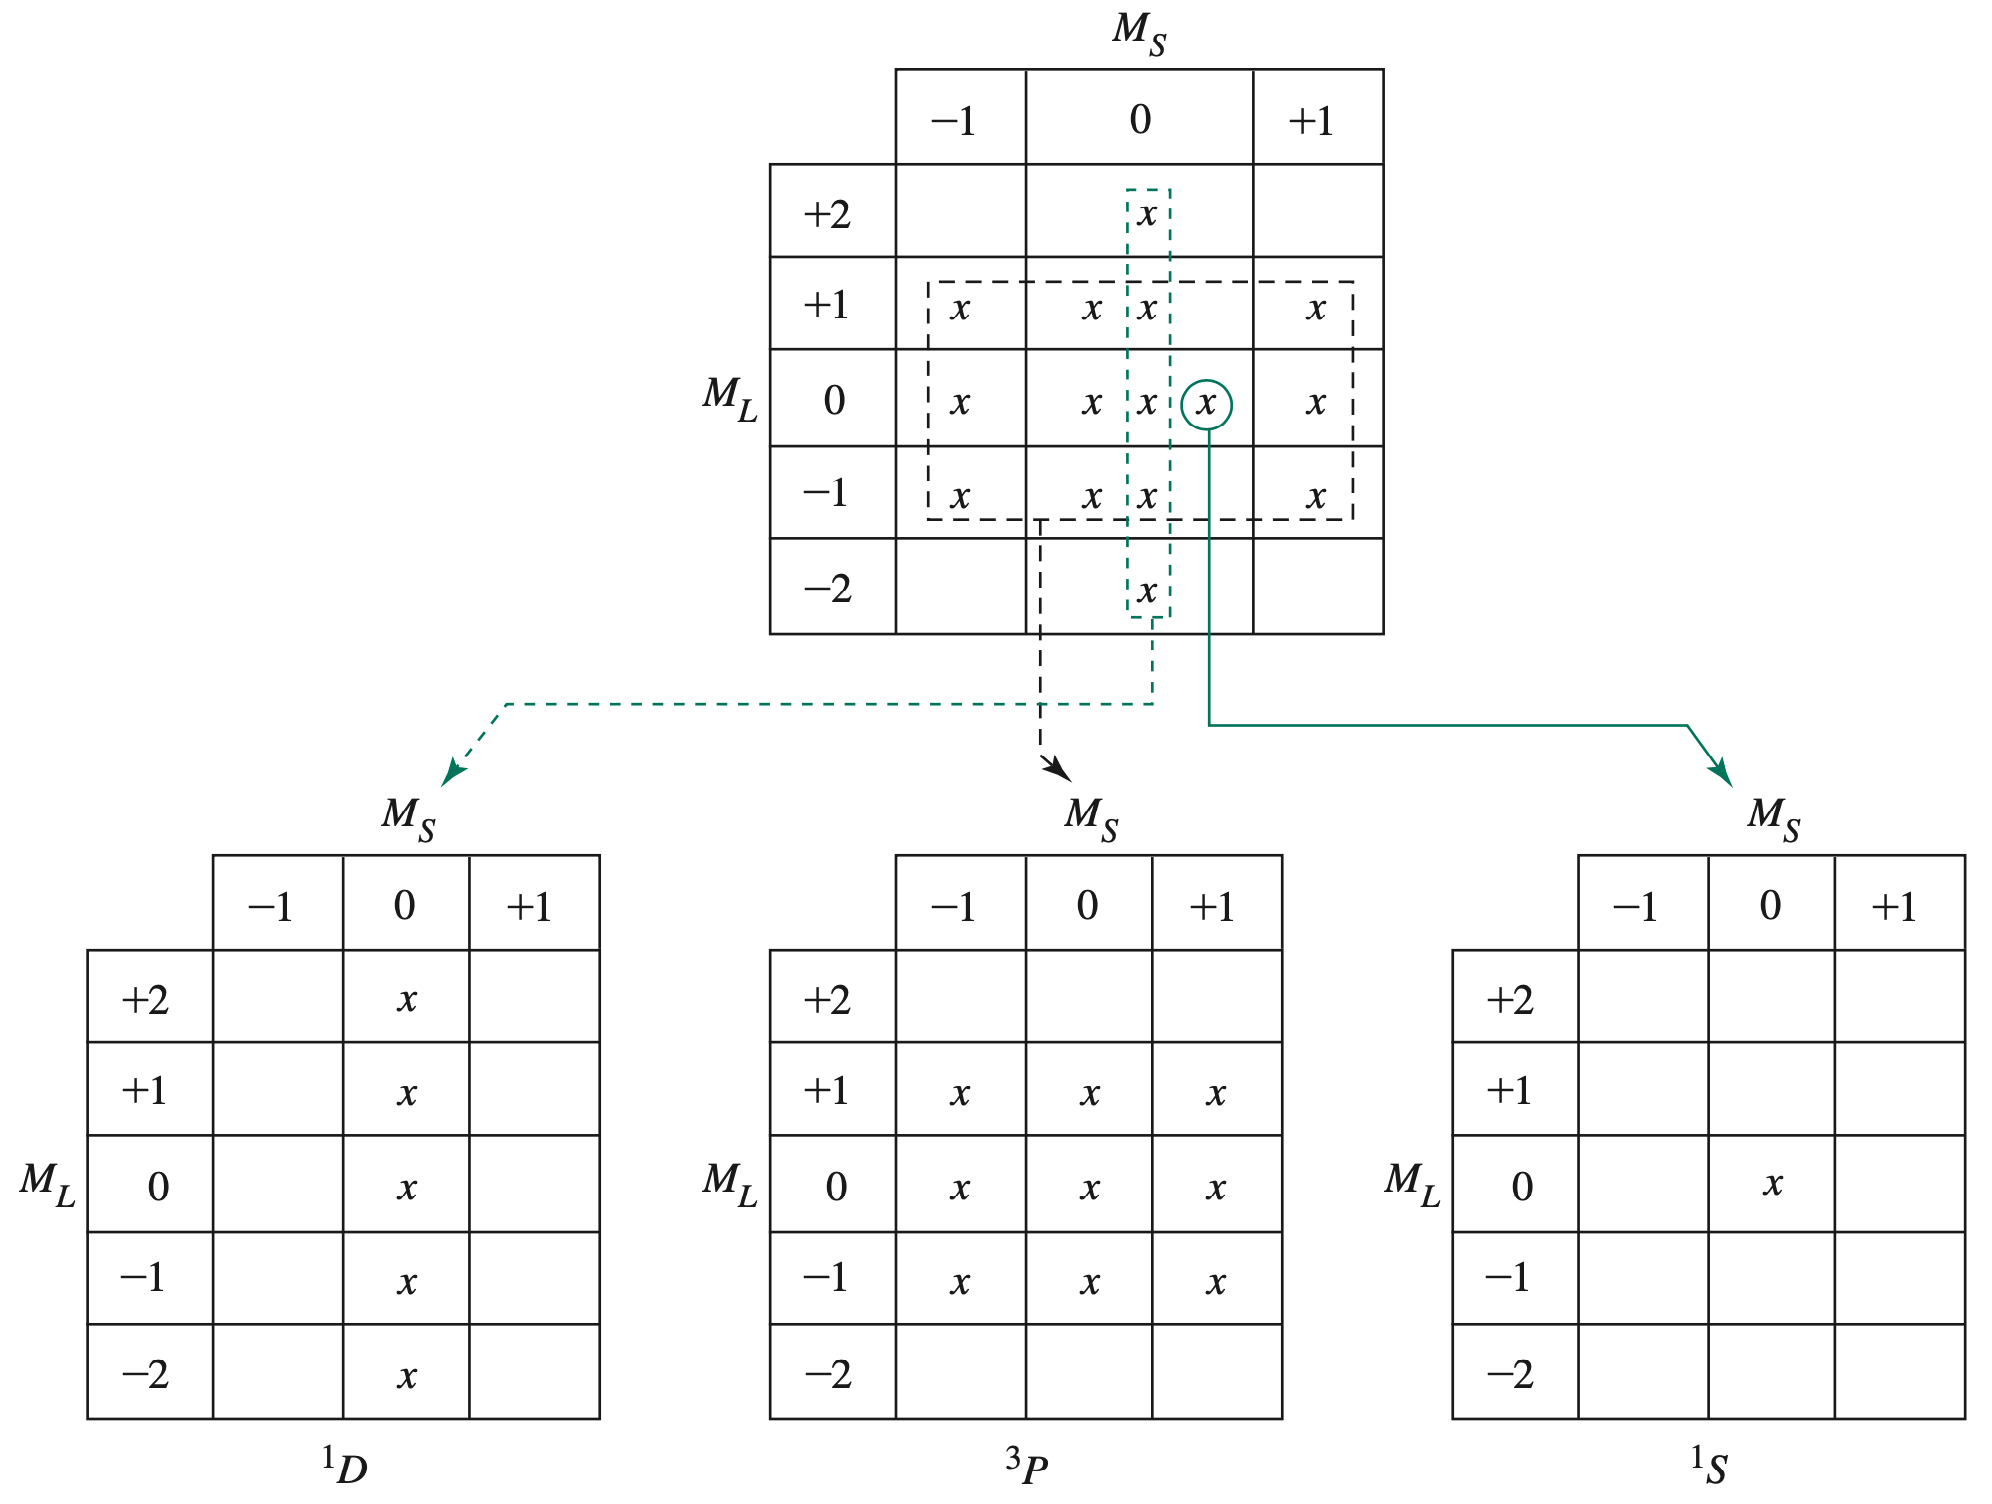 M_S
−1 0 +1
+2 x
+1 x x x x
M_L 0 x x x x x
−1 x x x x
−2 x
M_S M_S M_S
−1 0 +1 −1 0 +1 −1 0 +1
+2 x +2 +2
+1 x +1 x x x +1
M_L 0 x M_L 0 x x x M_L 0 x
−1 x −1 x x x −1
−2 x −2 −2
¹D ³P ¹S